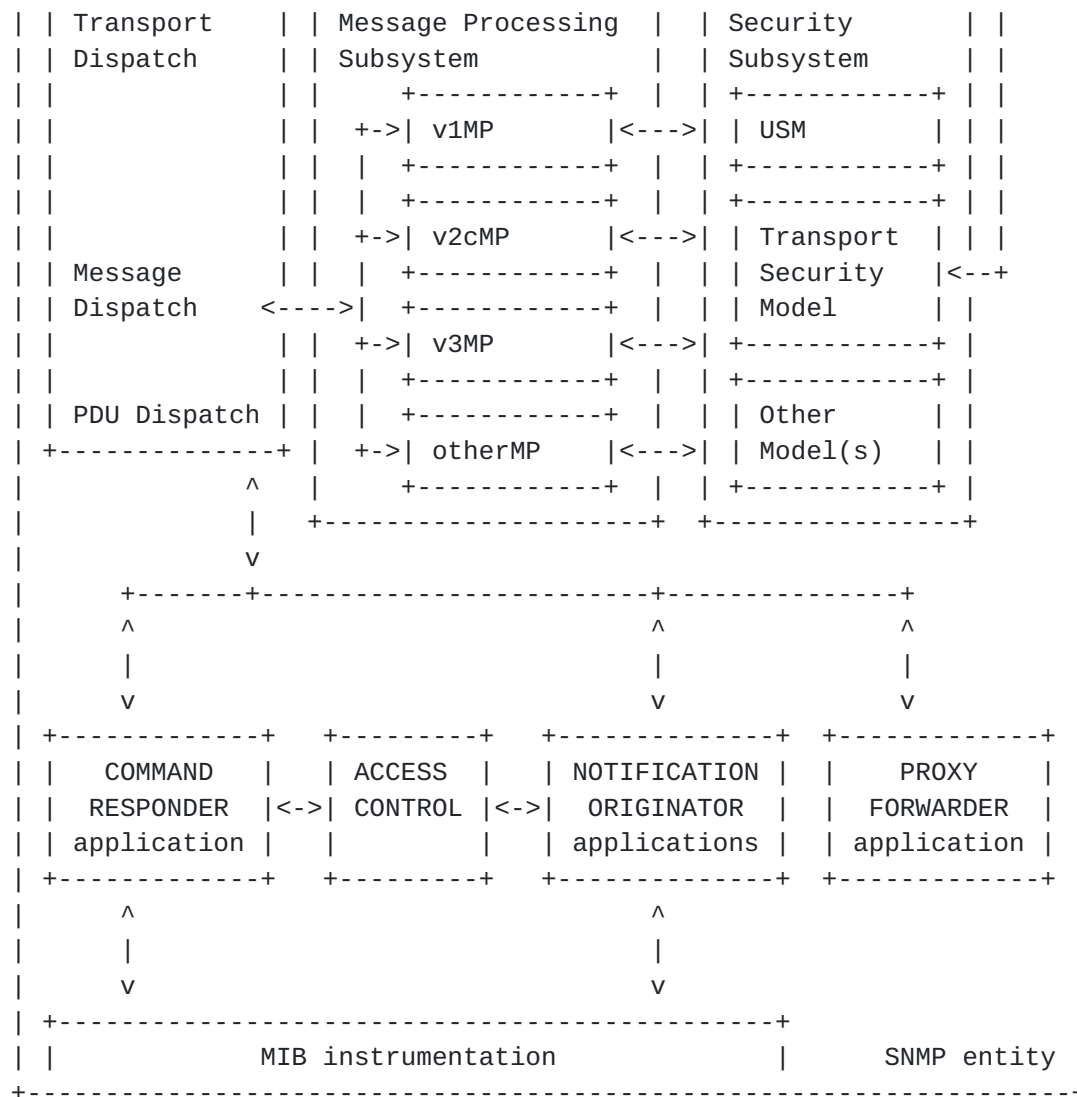 | | Transport    | | Message Processing  |  | Security        | |
| | Dispatch     | | Subsystem           |  | Subsystem       | |
| |              | |     +------------+  |  | +------------+ | |
| |              | |  +->| v1MP       |<--->| | USM        | | |
| |              | |  |  +------------+  |  | +------------+ | |
| |              | |  |  +------------+  |  | +------------+ | |
| |              | |  +->| v2cMP      |<--->| | Transport  | | |
| | Message      | |  |  +------------+  |  | | Security   |<--+
| | Dispatch    <---->|  +------------+  |  | | Model      | |
| |              | |  +->| v3MP       |<--->| +------------+ |
| |              | |  |  +------------+  |  | +------------+ |
| | PDU Dispatch | |  |  +------------+  |  | | Other      | |
| +--------------+ |  +->| otherMP    |<--->| | Model(s)   | |
|              ^   |     +------------+  |  | +------------+ |
|              |   +---------------------+  +----------------+
|              v
|      +-------+-------------------------+---------------+
|      ^                                 ^               ^
|      |                                 |               |
|      v                                 v               v
| +-------------+   +---------+   +--------------+  +-------------+
| |   COMMAND   |   | ACCESS  |   | NOTIFICATION |  |    PROXY    |
| |  RESPONDER  |<->| CONTROL |<->|  ORIGINATOR  |  |  FORWARDER  |
| | application |   |         |   | applications |  | application |
| +-------------+   +---------+   +--------------+  +-------------+
|      ^                                 ^
|      |                                 |
|      v                                 v
| +----------------------------------------------+
| |             MIB instrumentation              |      SNMP entity
+-------------------------------------------------------------------